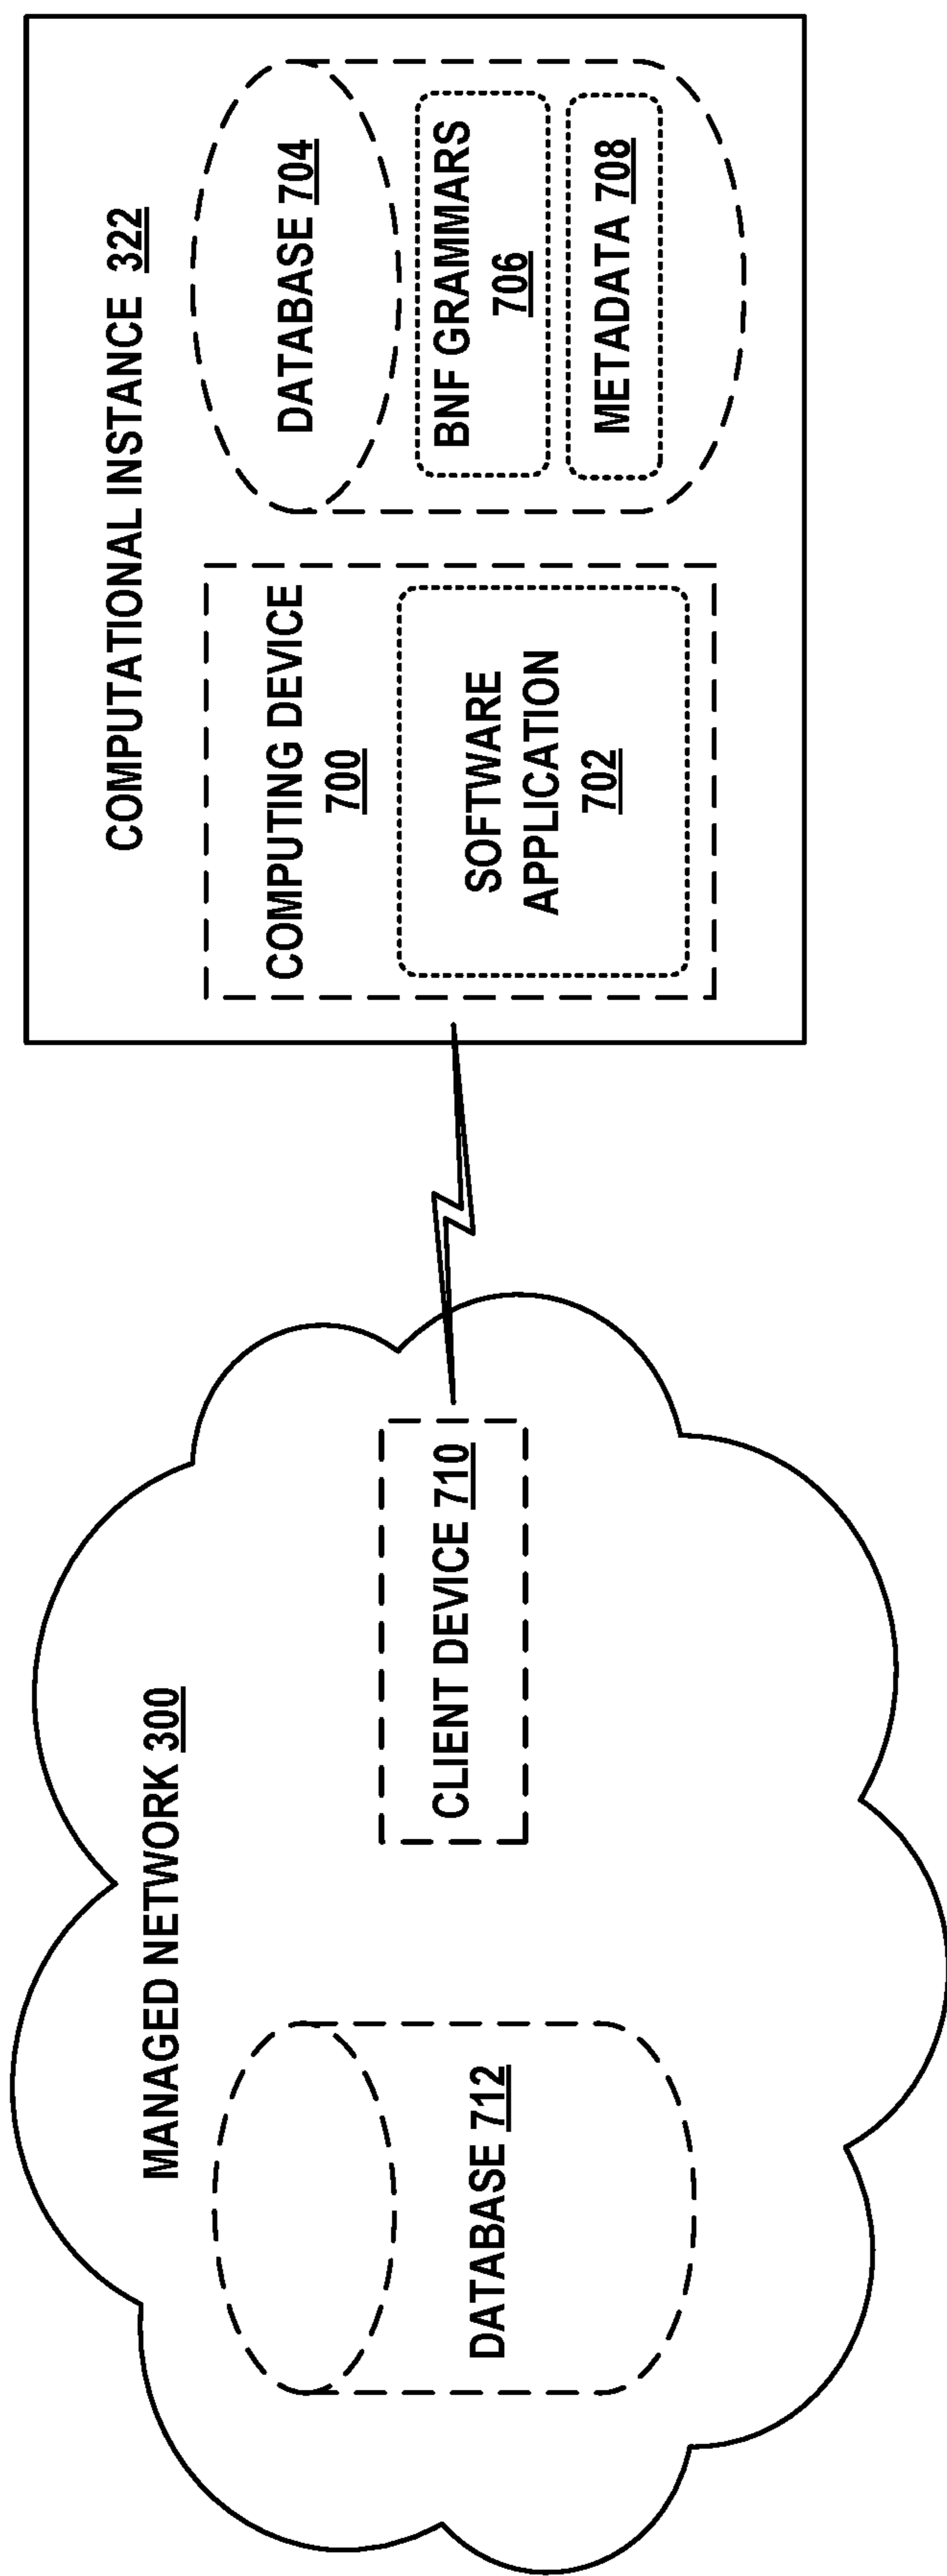 MANAGED NETWORK 300
DATABASE 712
CLIENT DEVICE 710
COMPUTATIONAL INSTANCE 322
COMPUTING DEVICE
700
SOFTWARE
APPLICATION
702
DATABASE 704
BNF GRAMMARS
706
METADATA 708